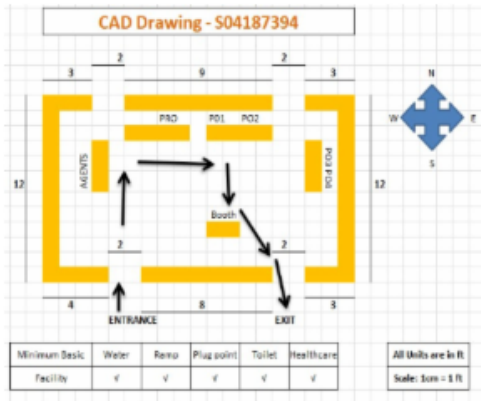 CAD Drawing - S04187394
2 2
3 9 3
N
PRO PO1 PO2
W E
AGENTS
PO3 PO4
S
12 12
Booth
2 2
4 8 3
ENTRANCE EXIT
Minimum Basic Water Ramp Plug point Toilet Healthcare
Facility √ √ √ √ √
All Units are in ft
Scale: 1cm = 1 ft